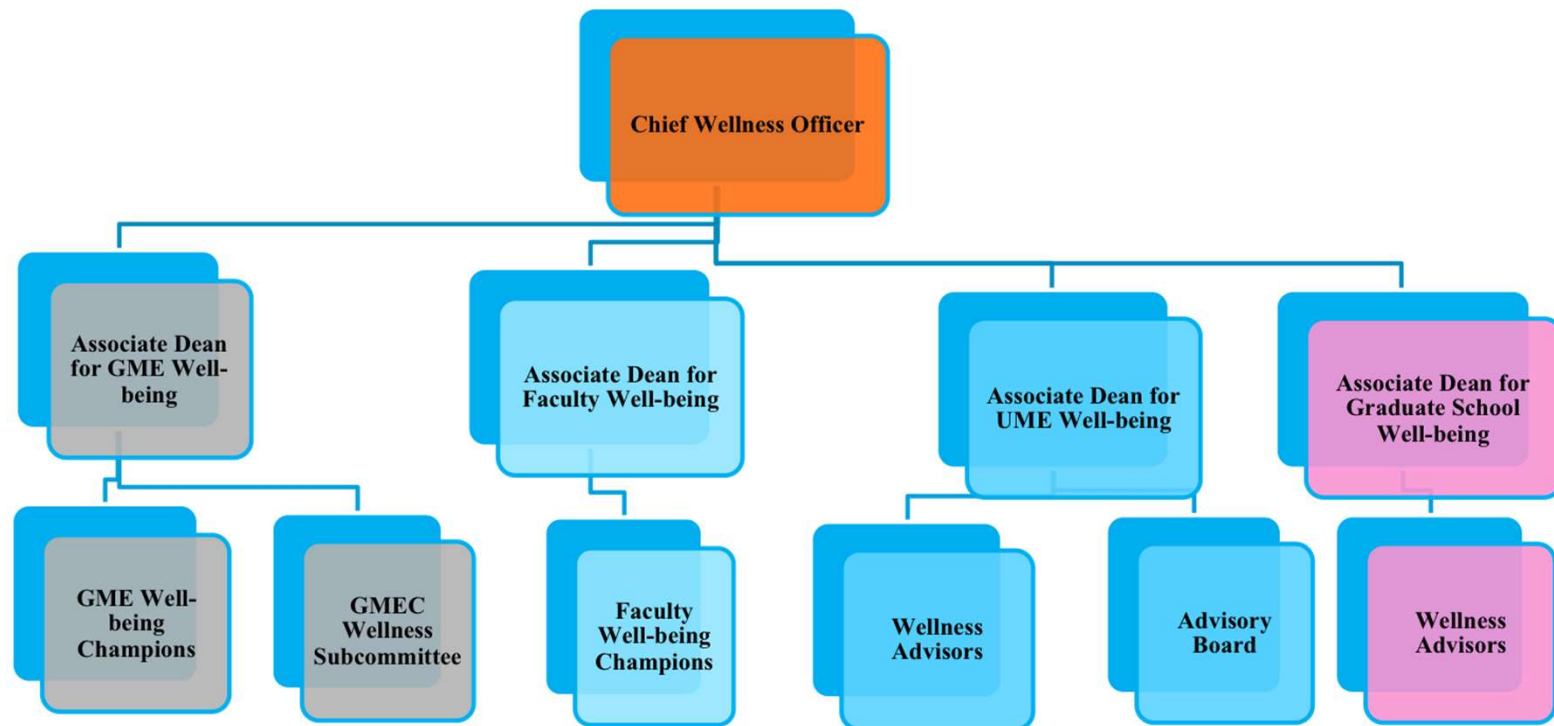 Chief Wellness Officer
Associate Dean
for GME Well-
being
Associate Dean for
Faculty Well-being
Associate Dean for
UME Well-being
Associate Dean for
Graduate School
Well-being
GME Well-
being
Champions
GMEC
Wellness
Subcommittee
Faculty
Well-being
Champions
Wellness
Advisors
Advisory
Board
Wellness
Advisors